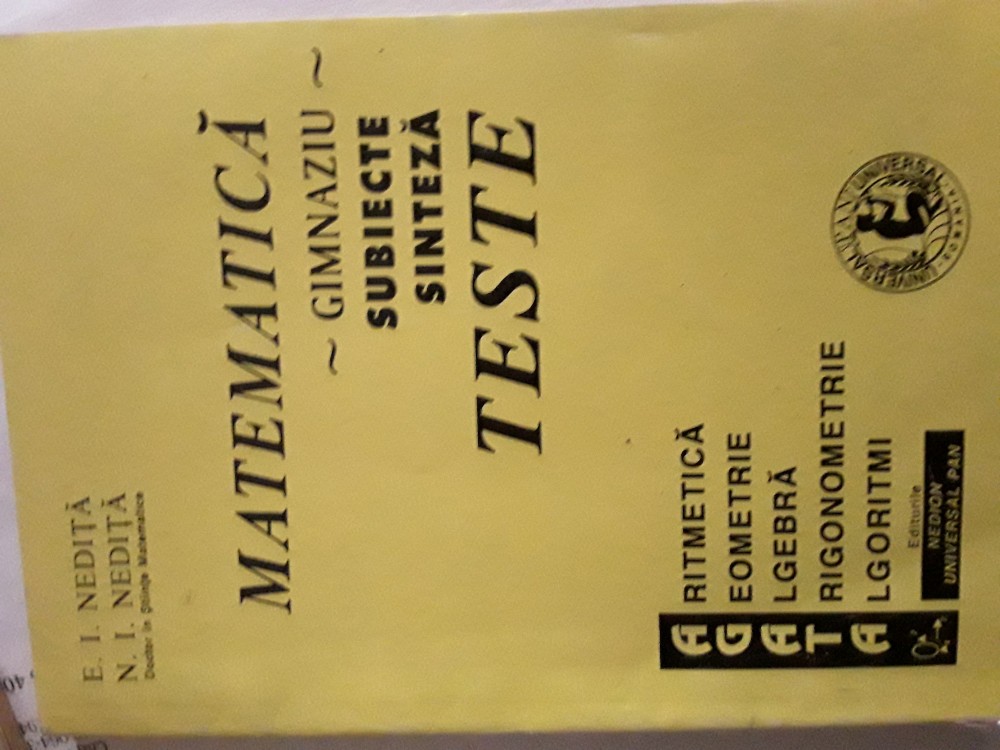 E. I. NEDIȚĂ
N. I. NEDIȚĂ
Doctor în Științe Matematice
MATEMATICĂ
~ GIMNAZIU ~
SUBIECTE
SINTEZĂ
TESTE
ARITMETICĂ
GEOMETRIE
ALGEBRĂ
TRIGONOMETRIE
ALGORITMI
Editurile
NEDION
UNIVERSAL PAN